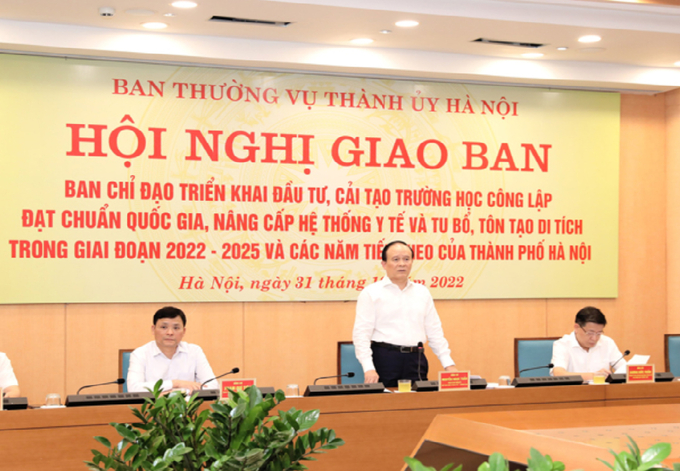 BAN THƯỜNG VỤ THÀNH ỦY HÀ NỘI
HỘI NGHỊ GIAO BAN
BAN CHỈ ĐẠO TRIỂN KHAI ĐẦU TƯ, CẢI TẠO TRƯỜNG HỌC CÔNG LẬP
ĐẠT CHUẨN QUỐC GIA, NÂNG CẤP HỆ THỐNG Y TẾ VÀ TU BỔ, TÔN TẠO DI TÍCH
TRONG GIAI ĐOẠN 2022 - 2025 VÀ CÁC NĂM CỦA THÀNH PHỐ HÀ NỘI
Hà Nội, ngày 31 tháng 2022